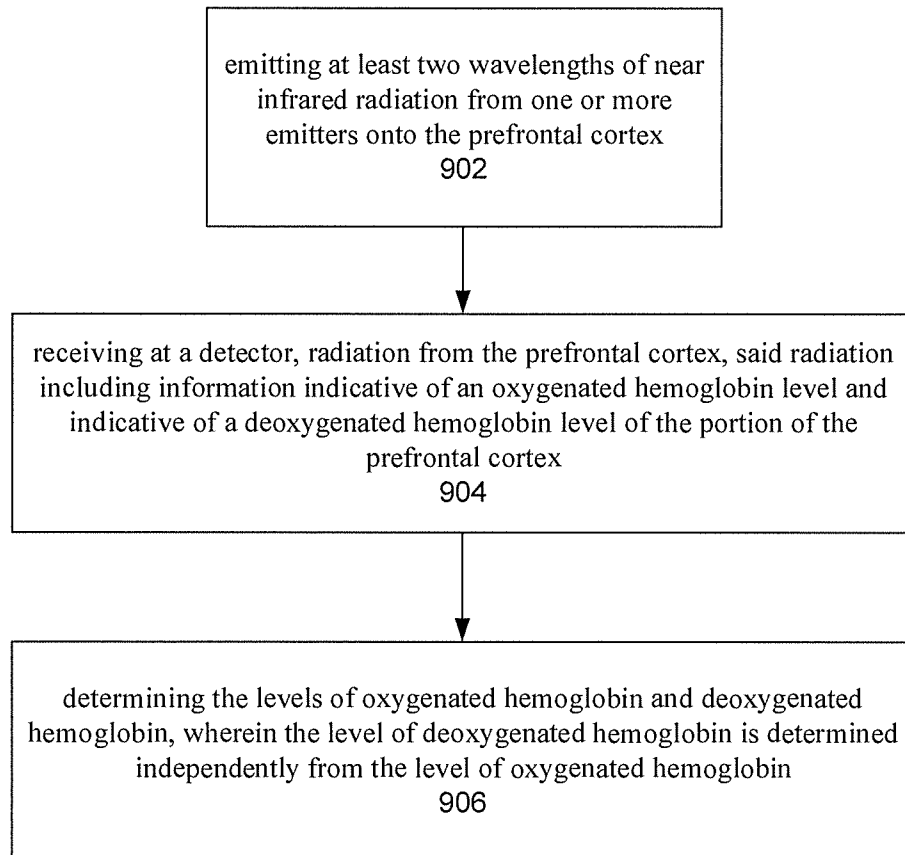 emitting at least two wavelengths of near
infrared radiation from one or more
emitters onto the prefrontal cortex
902
receiving at a detector, radiation from the prefrontal cortex, said radiation
including information indicative of an oxygenated hemoglobin level and
indicative of a deoxygenated hemoglobin level of the portion of the
prefrontal cortex
904
determining the levels of oxygenated hemoglobin and deoxygenated
hemoglobin, wherein the level of deoxygenated hemoglobin is determined
independently from the level of oxygenated hemoglobin
906